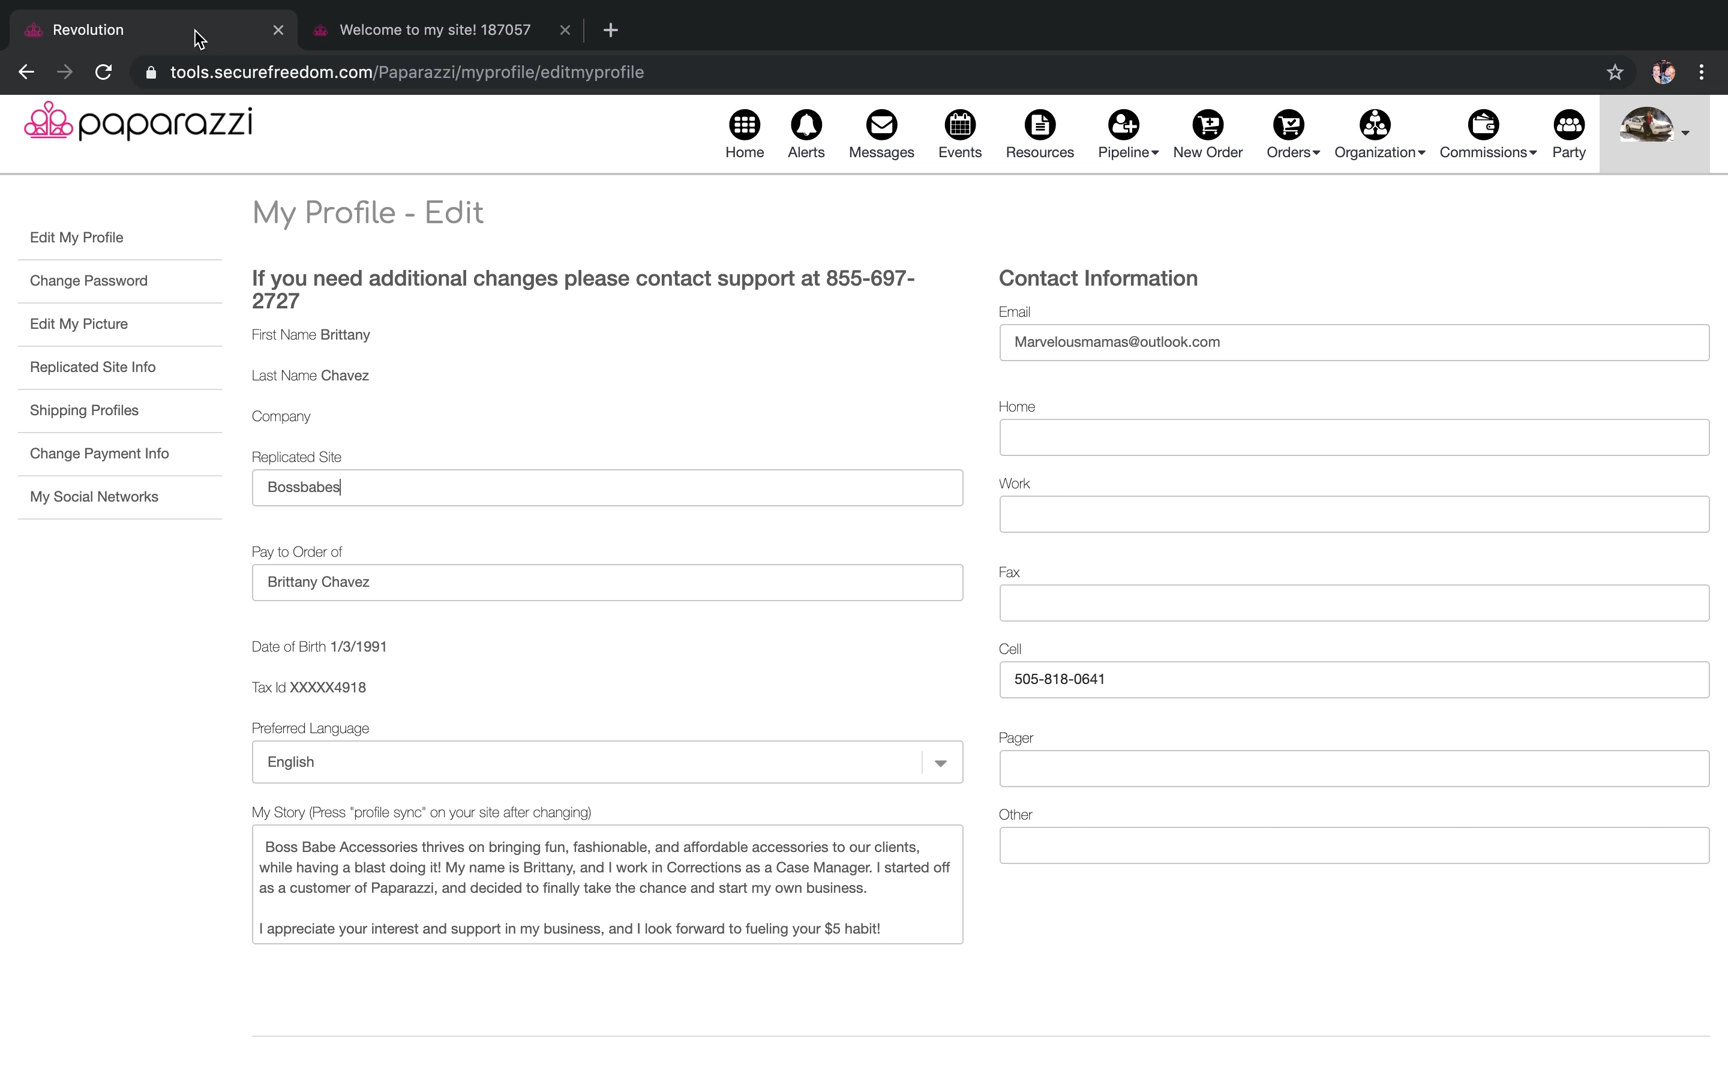 Revolution
Welcome to my site! 187057
tools.securefreedom.com/Paparazzi/myprofile/editmyprofile
paparazzi
Home
Alerts
Messages
Events
Resources
Pipeline
New Order
Orders
Organization
Commissions
Party
Edit My Profile
Change Password
Edit My Picture
Replicated Site Info
Shipping Profiles
Change Payment Info
My Social Networks
My Profile - Edit
If you need additional changes please contact support at 855-697-
2727
First Name Brittany
Last Name Chavez
Company
Replicated Site
Bossbabes
Pay to Order of
Brittany Chavez
Date of Birth 1/3/1991
Tax Id XXXXX4918
Preferred Language
English
My Story (Press "profile sync" on your site after changing)
Boss Babe Accessories thrives on bringing fun, fashionable, and affordable accessories to our clients,
while having a blast doing it! My name is Brittany, and I work in Corrections as a Case Manager. I started off
as a customer of Paparazzi, and decided to finally take the chance and start my own business.
I appreciate your interest and support in my business, and I look forward to fueling your $5 habit!
Contact Information
Email
Marvelousmamas@outlook.com
Home
Work
Fax
Cell
505-818-0641
Pager
Other